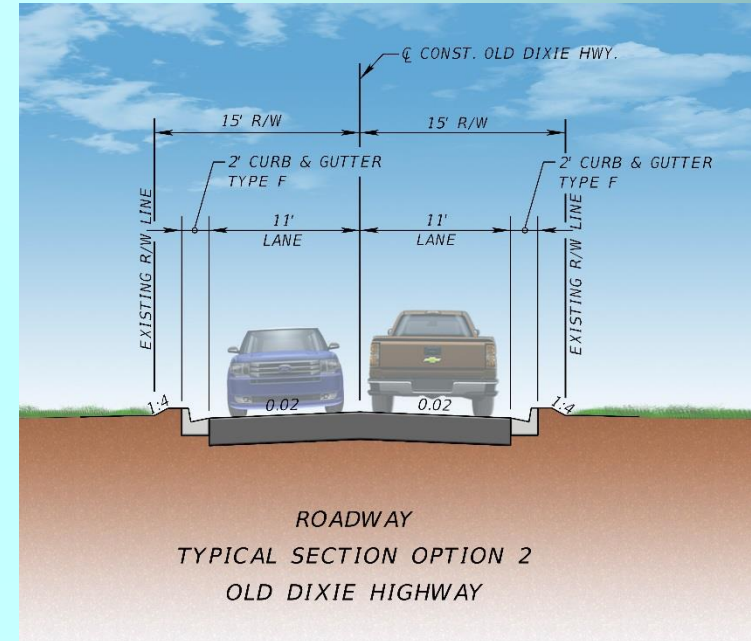 ℄ CONST. OLD DIXIE HWY.
15' R/W
15' R/W
2' CURB & GUTTER
TYPE F
2' CURB & GUTTER
TYPE F
EXISTING R/W LINE
11'
LANE
11'
LANE
EXISTING R/W LINE
1:4
0.02
0.02
1:4
ROADWAY
TYPICAL SECTION OPTION 2
OLD DIXIE HIGHWAY